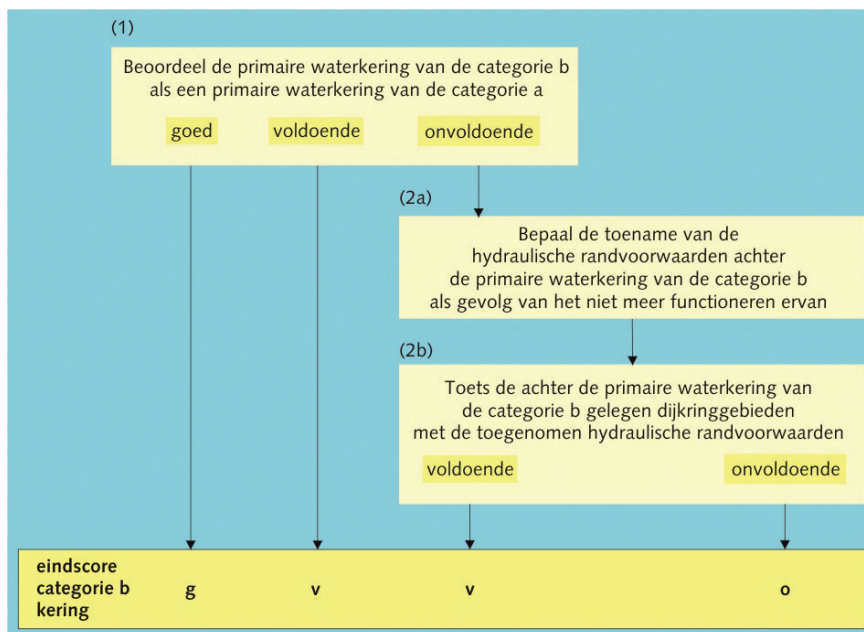 (1)
Beoordeel de primaire waterkering van de categorie b
als een primaire waterkering van de categorie a
goed voldoende onvoldoende
(2a)
Bepaal de toename van de
hydraulische randvoorwaarden achter
de primaire waterkering van de categorie b
als gevolg van het niet meer functioneren ervan
(2b)
Toets de achter de primaire waterkering van
de categorie b gelegen dijkringgebieden
met de toegenomen hydraulische randvoorwaarden
voldoende onvoldoende
eindscore
categorie b
kering
g v v o